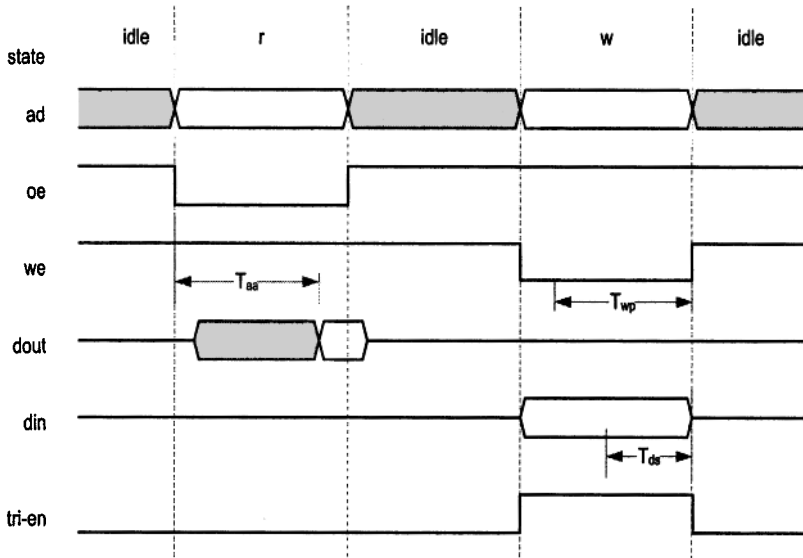 idle r idle w idle
state
ad
oe
we
Taa
Twp
dout
din
Tds
tri-en